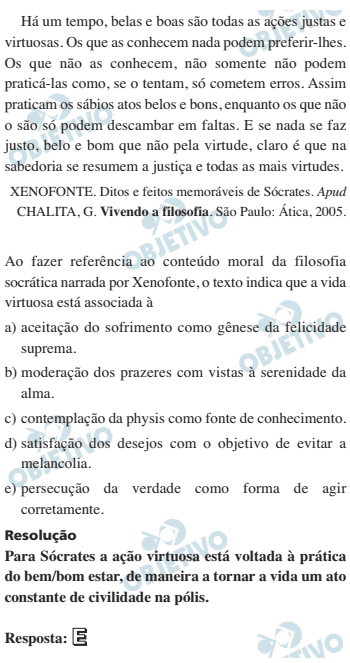 Há um tempo, belas e boas são todas as ações justas e
virtuosas. Os que as conhecem nada podem preferir-lhes.
Os que não as conhecem, não somente não podem
praticá-las como, se o tentam, só cometem erros. Assim
praticam os sábios atos belos e bons, enquanto os que não
o são só podem descambar em faltas. E se nada se faz
justo, belo e bom que não pela virtude, claro é que na
sabedoria se resumem a justiça e todas as mais virtudes.
XENOFONTE. Ditos e feitos memoráveis de Sócrates. Apud
CHALITA, G. Vivendo a filosofia. São Paulo: Ática, 2005.
Ao fazer referência ao conteúdo moral da filosofia
socrática narrada por Xenofonte, o texto indica que a vida
virtuosa está associada à
a) aceitação do sofrimento como gênese da felicidade
suprema.
b) moderação dos prazeres com vistas à serenidade da
alma.
c) contemplação da physis como fonte de conhecimento.
d) satisfação dos desejos com o objetivo de evitar a
melancolia.
e) persecução da verdade como forma de agir
corretamente.
Resolução
Para Sócrates a ação virtuosa está voltada à prática
do bem/bom estar, de maneira a tornar a vida um ato
constante de civilidade na pólis.
Resposta: E
OBJETIVO
OBJETIVO
OBJETIVO
OBJETIVO
OBJETIVO
OBJETIVO
OBJETIVO
OBJETIVO